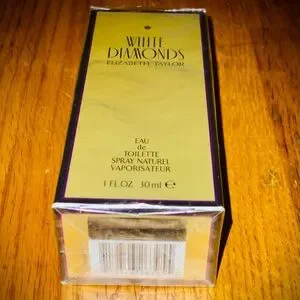 WHITE
DIAMONDS
ELIZABETH TAYLOR
EAU
de
TOILETTE
SPRAY NATUREL
VAPORISATEUR
1 FL.OZ 30 ml ℮